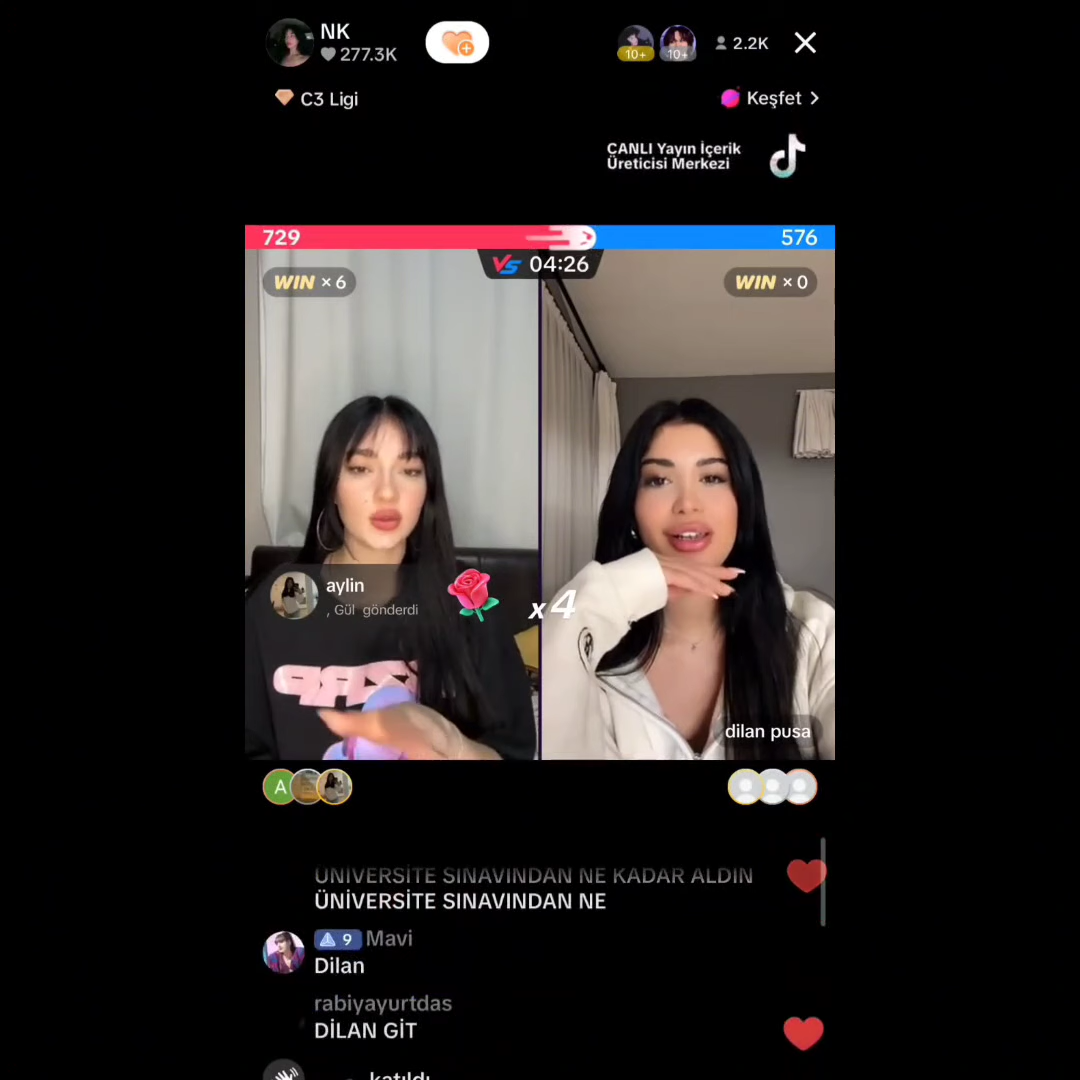 NK
277.3K
10+
10+
2.2K
C3 Ligi
Keşfet
CANLI Yayın İçerik
Üreticisi Merkezi
729
576
VS 04:26
WIN × 6
WIN × 0
aylin
, Gül gönderdi
x4
dilan pusa
A
ÜNİVERSİTE SINAVINDAN NE KADAR ALDIN
ÜNİVERSİTE SINAVINDAN NE
9 Mavi
Dilan
rabiyayurtdas
DİLAN GİT
katıldı